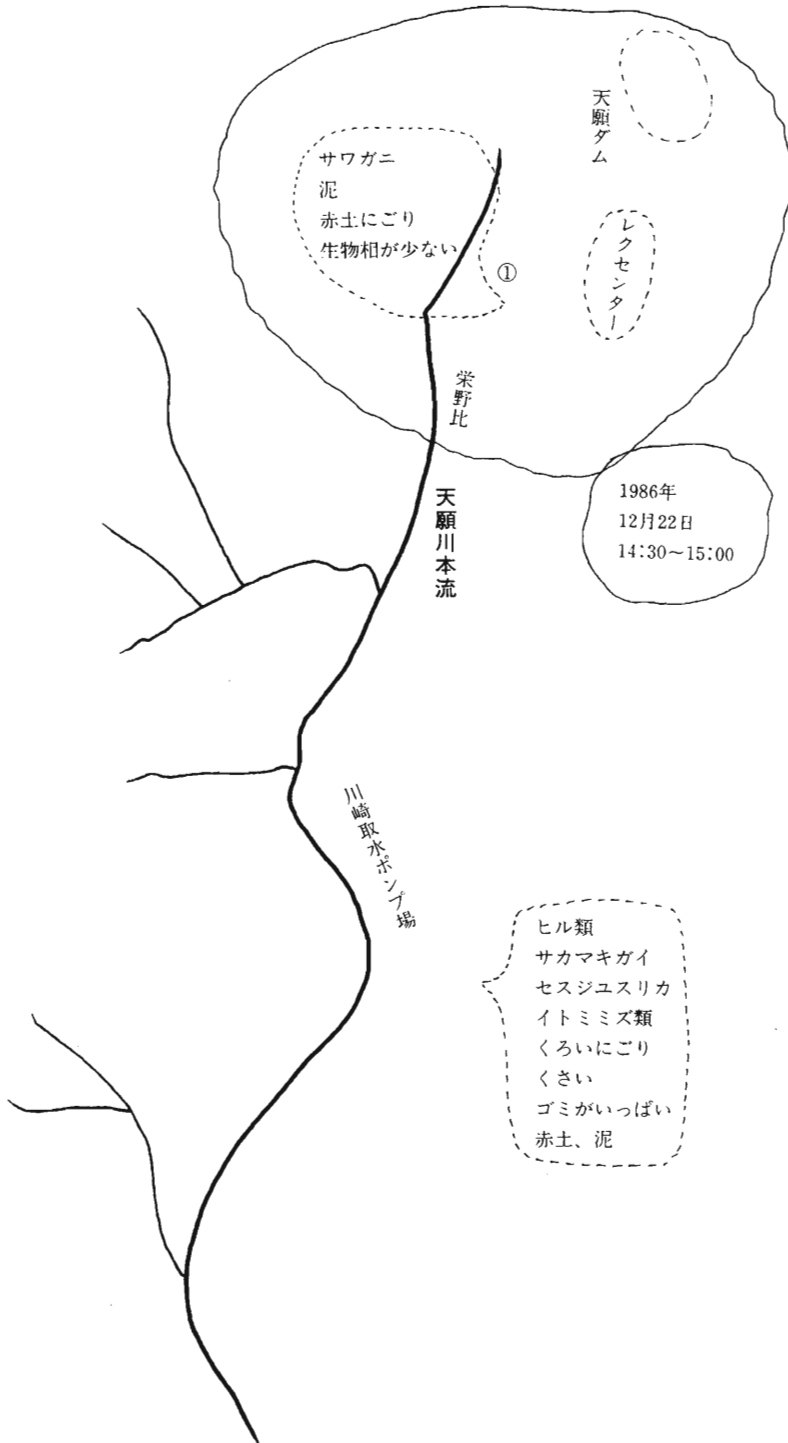 天願ダム
サワガニ
泥
赤土にごり
生物相が少ない
①
レクセンター
栄野比
1986年
12月22日
14:30～15:00
天願川本流
川崎取水ポンプ場
ヒル類
サカマキガイ
セスジユスリカ
イトミミズ類
くろいにごり
くさい
ゴミがいっぱい
赤土、泥